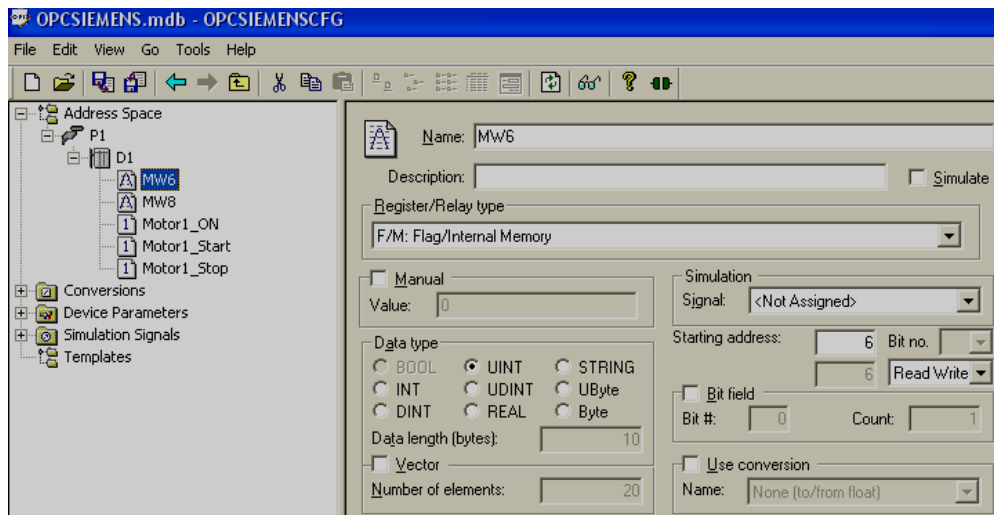 OPCSIEMENS.mdb - OPCSIEMENSCFG
File Edit View Go Tools Help
Address Space
P1
D1
MW6
MW8
Motor1_ON
Motor1_Start
Motor1_Stop
Conversions
Device Parameters
Simulation Signals
Templates
Name: MW6
Description:
Simulate
Register/Relay type
F/M: Flag/Internal Memory
Manual
Value: 0
Simulation
Signal: <Not Assigned>
Data type
BOOL UINT STRING
INT UDINT UByte
DINT REAL Byte
Data length (bytes): 10
Vector
Number of elements: 20
Starting address: 6 Bit no.
6 Read Write
Bit field
Bit #: 0 Count: 1
Use conversion
Name: None (to/from float)